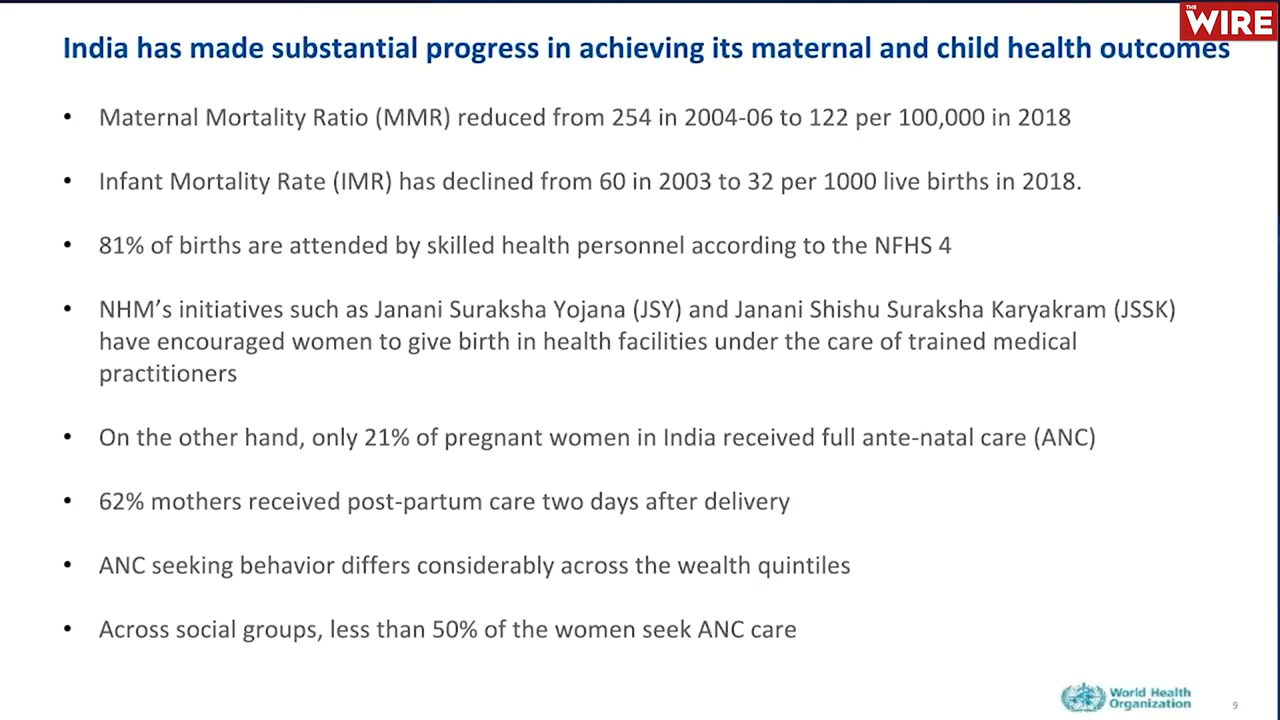 THE
WIRE
India has made substantial progress in achieving its maternal and child health outcomes
• Maternal Mortality Ratio (MMR) reduced from 254 in 2004-06 to 122 per 100,000 in 2018
• Infant Mortality Rate (IMR) has declined from 60 in 2003 to 32 per 1000 live births in 2018.
• 81% of births are attended by skilled health personnel according to the NFHS 4
• NHM’s initiatives such as Janani Suraksha Yojana (JSY) and Janani Shishu Suraksha Karyakram (JSSK)
have encouraged women to give birth in health facilities under the care of trained medical
practitioners
• On the other hand, only 21% of pregnant women in India received full ante-natal care (ANC)
• 62% mothers received post-partum care two days after delivery
• ANC seeking behavior differs considerably across the wealth quintiles
• Across social groups, less than 50% of the women seek ANC care
World Health
Organization
9